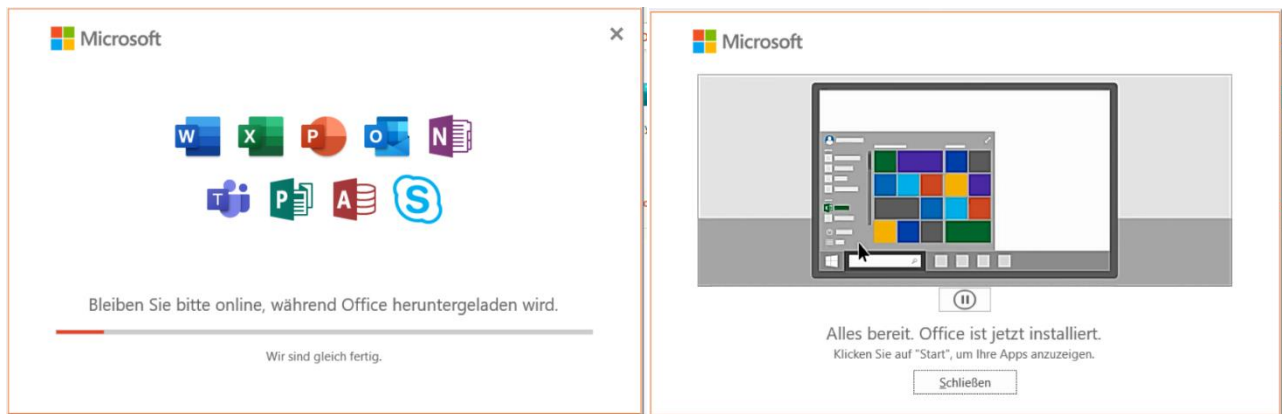 Microsoft
W X P O N
T P A S
Bleiben Sie bitte online, während Office heruntergeladen wird.
Wir sind gleich fertig.
Microsoft
Alles bereit. Office ist jetzt installiert.
Klicken Sie auf "Start", um Ihre Apps anzuzeigen.
Schließen